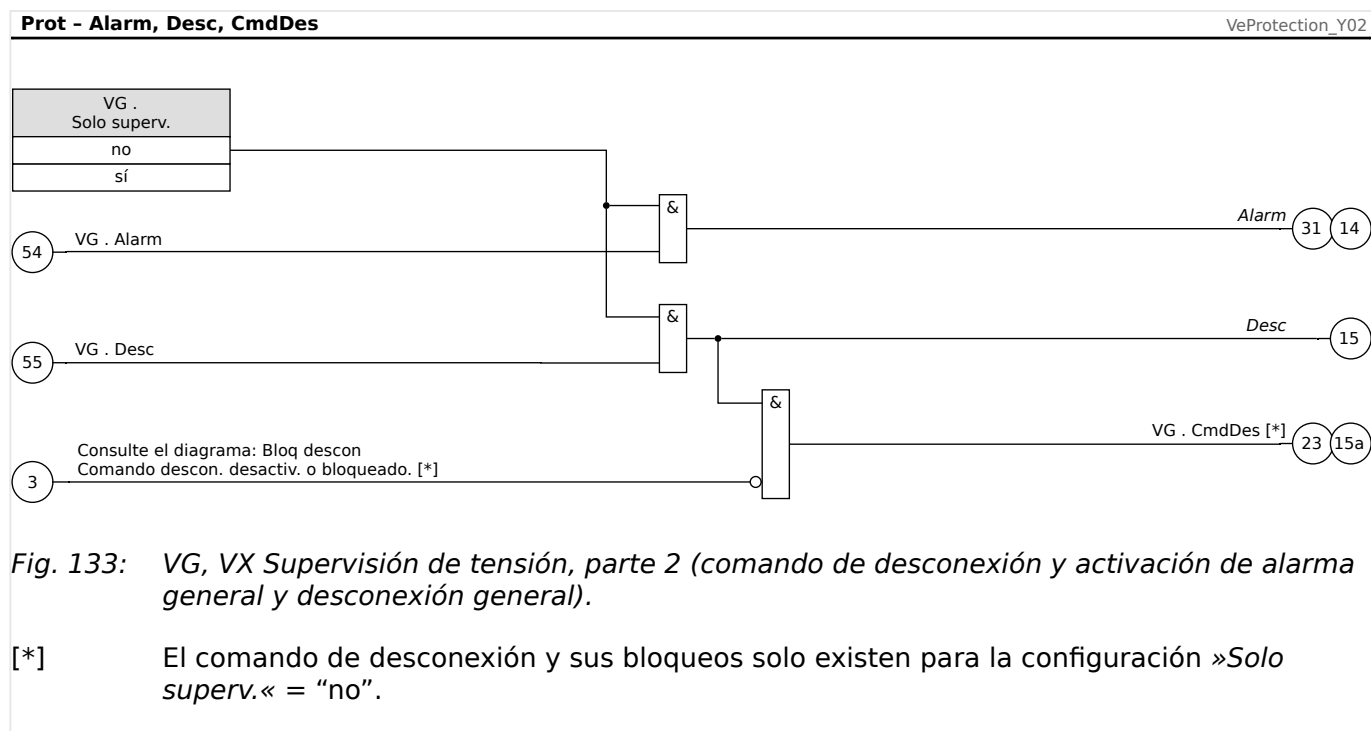 Prot – Alarm, Desc, CmdDes
VeProtection_Y02
VG .
Solo superv.
no
sí
&
Alarm
31
14
54
VG . Alarm
&
Desc
15
55
VG . Desc
&
VG . CmdDes [*]
23
15a
3
Consulte el diagrama: Bloq descon
Comando descon. desactiv. o bloqueado. [*]
Fig. 133: VG, VX Supervisión de tensión, parte 2 (comando de desconexión y activación de alarma
general y desconexión general).
[*] El comando de desconexión y sus bloqueos solo existen para la configuración »Solo
superv.« = “no”.